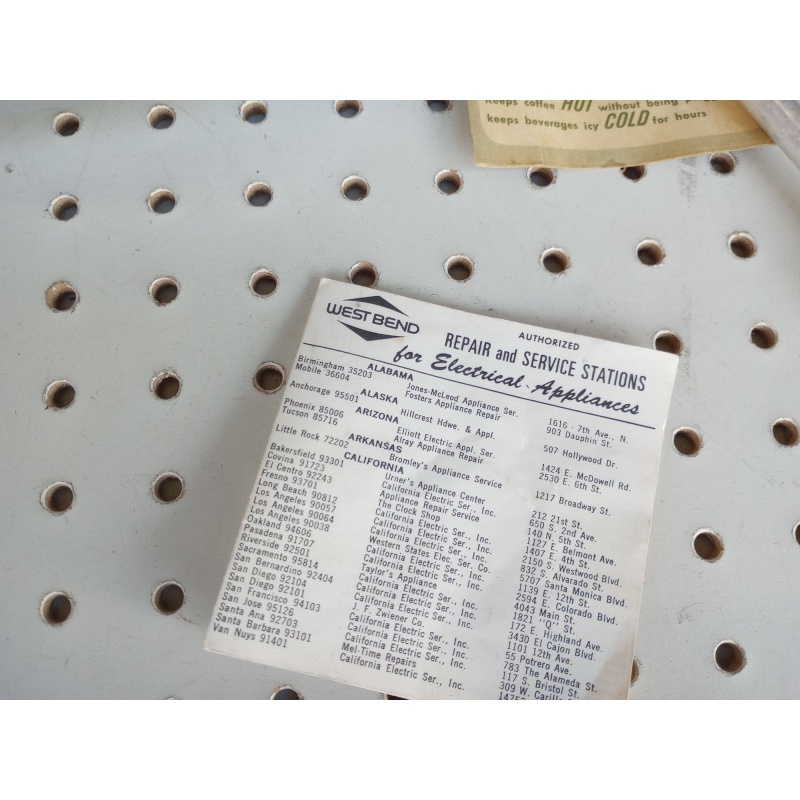 Keeps coffee HOT without being
keeps beverages icy COLD for hours
WEST BEND
AUTHORIZED
REPAIR and SERVICE STATIONS
for Electrical Appliances
ALABAMA
Birmingham 35203 Jones-McLeod Appliance Ser. 1616 - 7th Ave., N.
Mobile 36604 Fosters Appliance Repair 903 Dauphin St.
ALASKA
Anchorage 95501 Hillcrest Hdwe. & Appl. 507 Hollywood Dr.
ARIZONA
Phoenix 85006 Elliott Electric Appl. Ser. 1424 E. McDowell Rd.
Tucson 85716 Alray Appliance Repair 2530 E. 6th St.
ARKANSAS
Little Rock 72202 Bromley's Appliance Service 1217 Broadway St.
CALIFORNIA
Bakersfield 93301 Urner's Appliance Center 212 21st St.
Covina 91723 California Electric Ser., Inc. 650 S. 2nd Ave.
El Centro 92243 Appliance Repair Service 140 N. 5th St.
Fresno 93701 The Clock Shop 1127 E. Belmont Ave.
Long Beach 90812 California Electric Ser., Inc. 1407 E. 4th St.
Los Angeles 90057 California Electric Ser., Inc. 2150 S. Westwood Blvd.
Los Angeles 90064 Western States Elec. Ser. Co. 832 S. Alvarado St.
Los Angeles 90038 California Electric Ser., Inc. 5707 Santa Monica Blvd.
Oakland 94606 California Electric Ser., Inc. 1139 E. 12th St.
Pasadena 91707 Taylor's Appliance 2594 E. Colorado Blvd.
Riverside 92501 California Electric Ser., Inc. 4043 Main St.
Sacramento 95814 California Electric Ser., Inc. 1821 "Q" St.
San Bernardino 92404 California Electric Ser., Inc. 172 E. Highland Ave.
San Diego 92104 J. F. Zwiener Co. 3430 El Cajon Blvd.
San Diego 92101 California Electric Ser., Inc. 1101 12th Ave.
San Francisco 94103 California Electric Ser., Inc. 55 Potrero Ave.
San Jose 95126 California Electric Ser., Inc. 783 The Alameda St.
Santa Ana 92703 117 S. Bristol St.
Santa Barbara 93101 Mel-Time Repairs 309 W.
Van Nuys 91401 California Electric Ser., Inc.